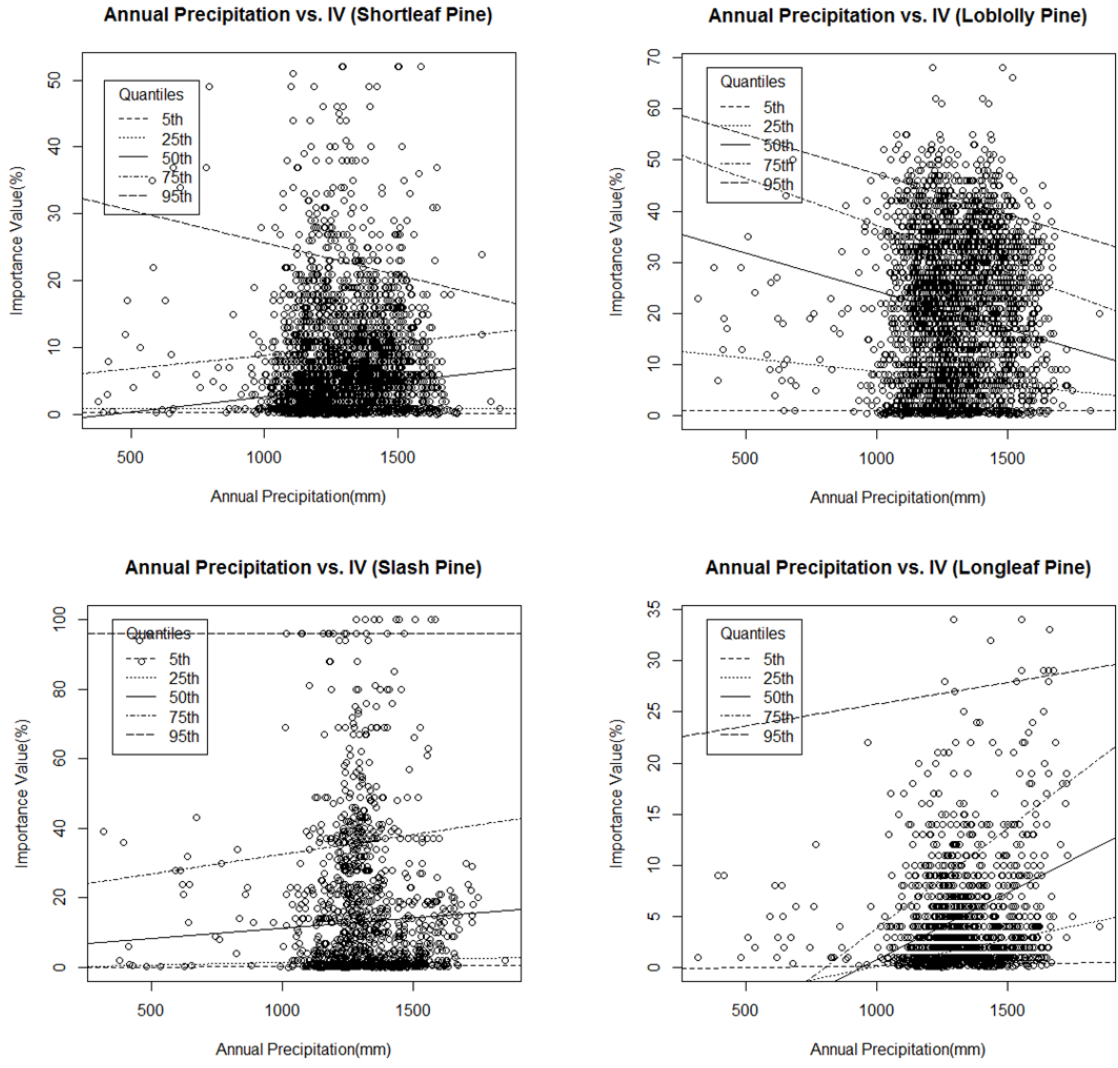 Annual Precipitation vs. IV (Shortleaf Pine)
Importance Value(%)
50
40
30
20
10
0
Quantiles
5th
25th
50th
75th
95th
500
1000
1500
Annual Precipitation(mm)
Annual Precipitation vs. IV (Loblolly Pine)
Importance Value(%)
70
60
50
40
30
20
10
0
Quantiles
5th
25th
50th
75th
95th
500
1000
1500
Annual Precipitation(mm)
Annual Precipitation vs. IV (Slash Pine)
Importance Value(%)
100
80
60
40
20
0
Quantiles
5th
25th
50th
75th
95th
500
1000
1500
Annual Precipitation(mm)
Annual Precipitation vs. IV (Longleaf Pine)
Importance Value(%)
35
30
25
20
15
10
5
0
Quantiles
5th
25th
50th
75th
95th
500
1000
1500
Annual Precipitation(mm)